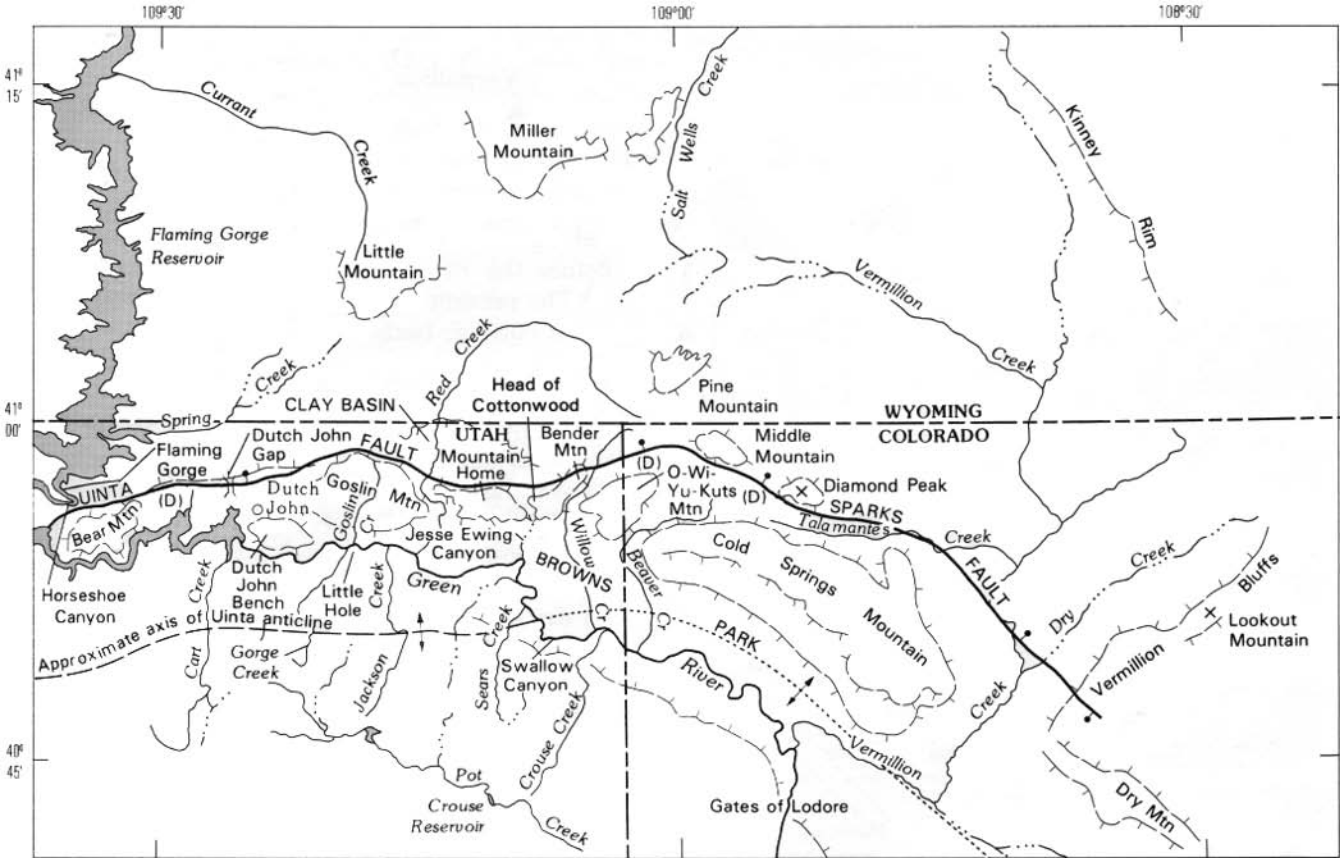 109°30'
109°00'
108°30'
41°
15'
Currant
Creek
Miller
Mountain
Salt Wells Creek
Kinney
Rim
Flaming Gorge
Reservoir
Little
Mountain
Vermillion
Creek
Creek
Red Creek
Pine
Mountain
Head of
Cottonwood
CLAY BASIN
41°
00'
Spring
WYOMING
COLORADO
UTAH
Flaming
Gorge
Dutch John
Gap
Mountain
Home
Bender
Mtn
Middle
Mountain
UINTA
FAULT
(D)
(D)
(D)
O-Wi-
Yu-Kuts
Mtn
Diamond Peak
SPARKS
FAULT
Bear Mtn
Dutch
John
Goslin
Mtn
Goslin
Cr
Talamantes
Creek
Jesse Ewing
Canyon
Willow
Cr
BROWNS
PARK
Beaver
Cr
Cold
Springs
Mountain
Dry
Creek
Bluffs
Vermillion
Lookout
Mountain
Horseshoe
Canyon
Creek
Cart
Dutch
John
Bench
Little
Hole
Creek
Jackson
Green
River
Approximate axis of Uinta anticline
Gorge
Creek
Sears
Creek
Swallow
Canyon
Crouse Creek
Creek
Vermillion
40°
45'
Pot
Creek
Crouse
Reservoir
Gates of Lodore
Dry Mtn